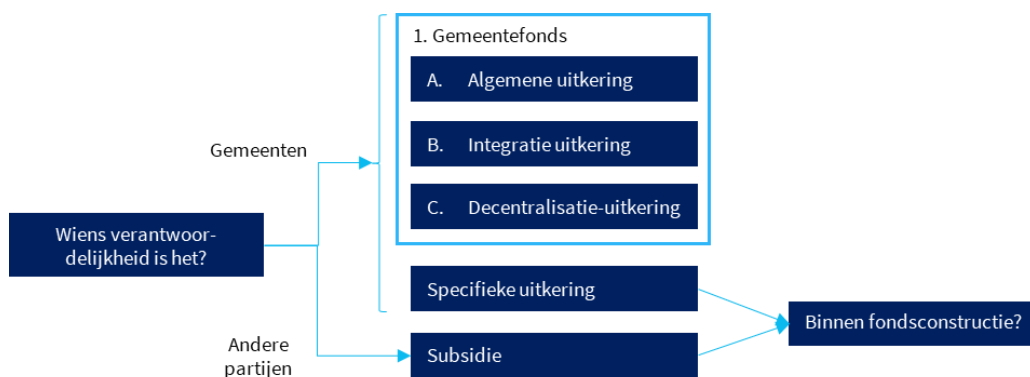 1. Gemeentefonds
A. Algemene uitkering
Gemeenten
B. Integratie uitkering
C. Decentralisatie-uitkering
Wiens verantwoor-
delijkheid is het?
Specifieke uitkering
Binnen fondsconstructie?
Andere
partijen
Subsidie